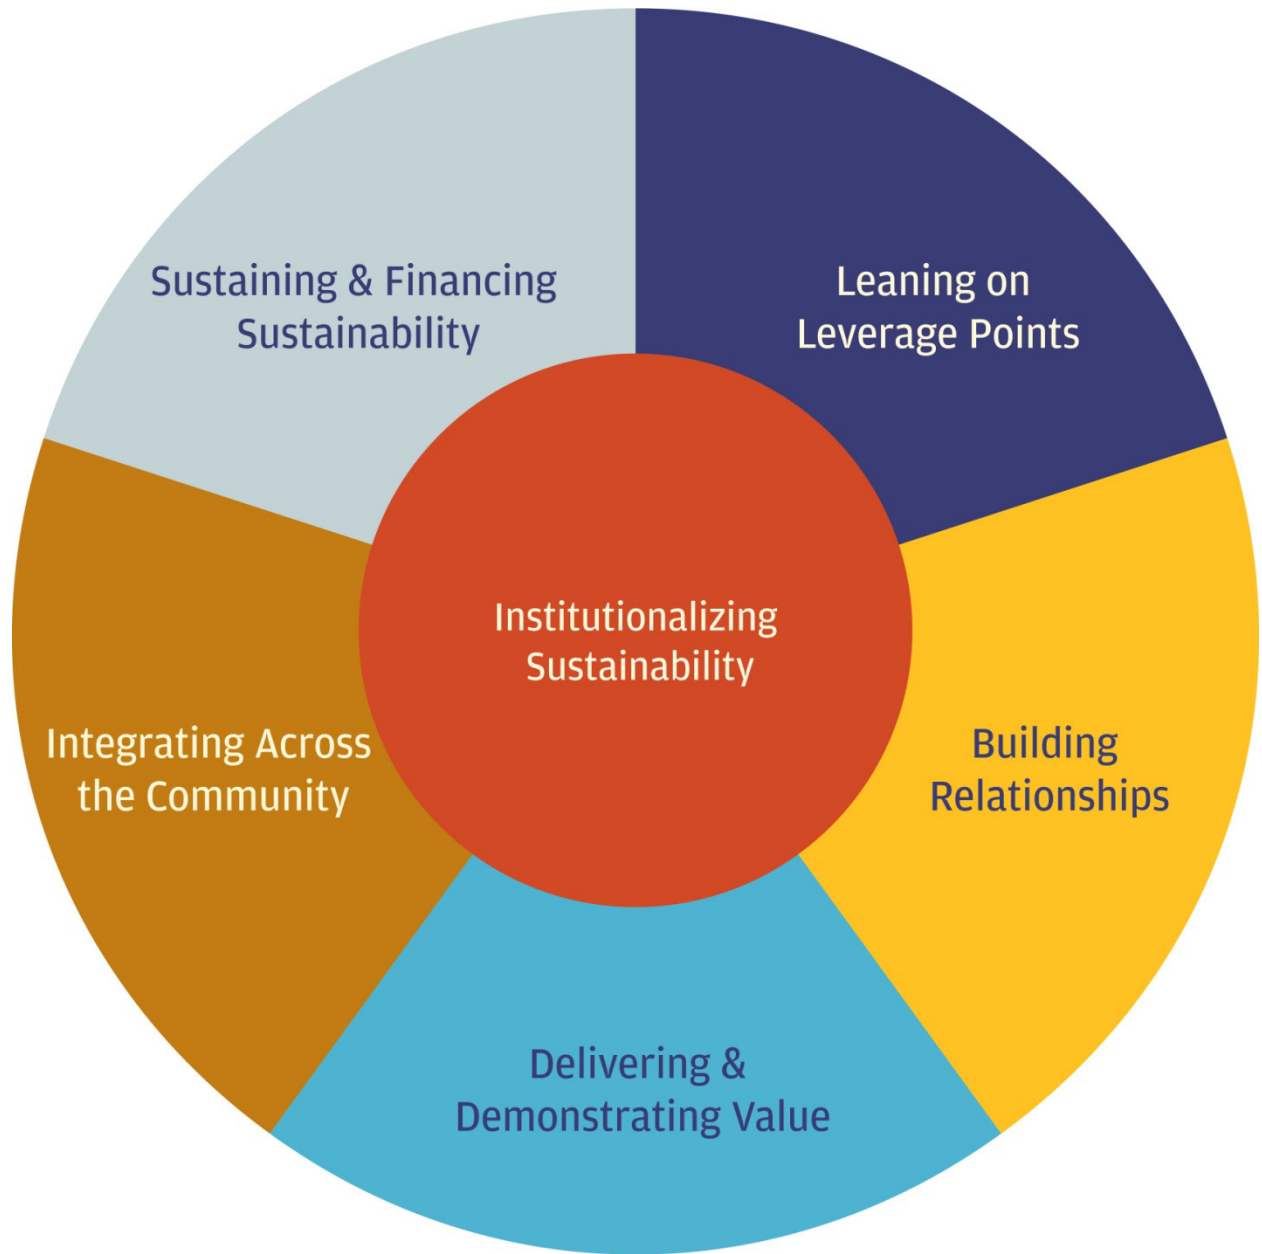 Sustaining & Financing
Sustainability
Leaning on
Leverage Points
Institutionalizing
Sustainability
Integrating Across
the Community
Building
Relationships
Delivering &
Demonstrating Value